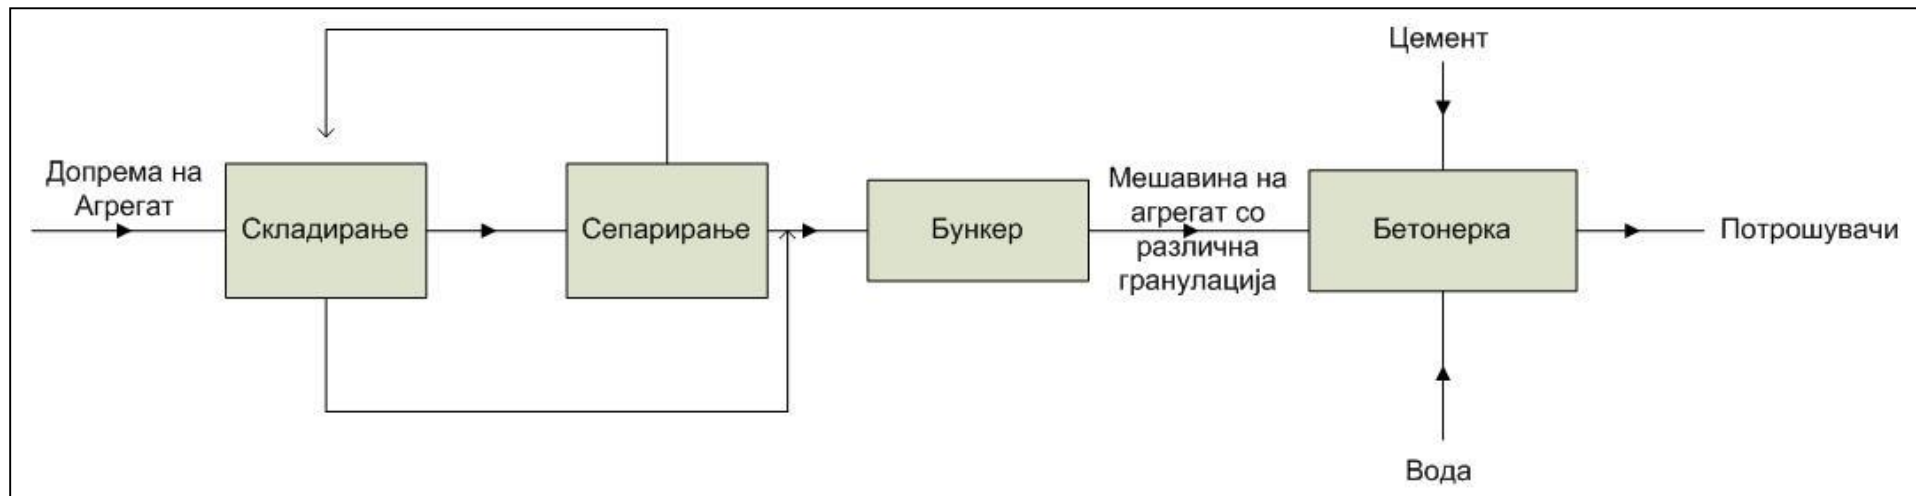 Цемент
Допрема на
Агрегат
Складирање
Сепарирање
Бункер
Мешавина на
агрегат со
различна
гранулација
Бетонерка
Потрошувачи
Вода